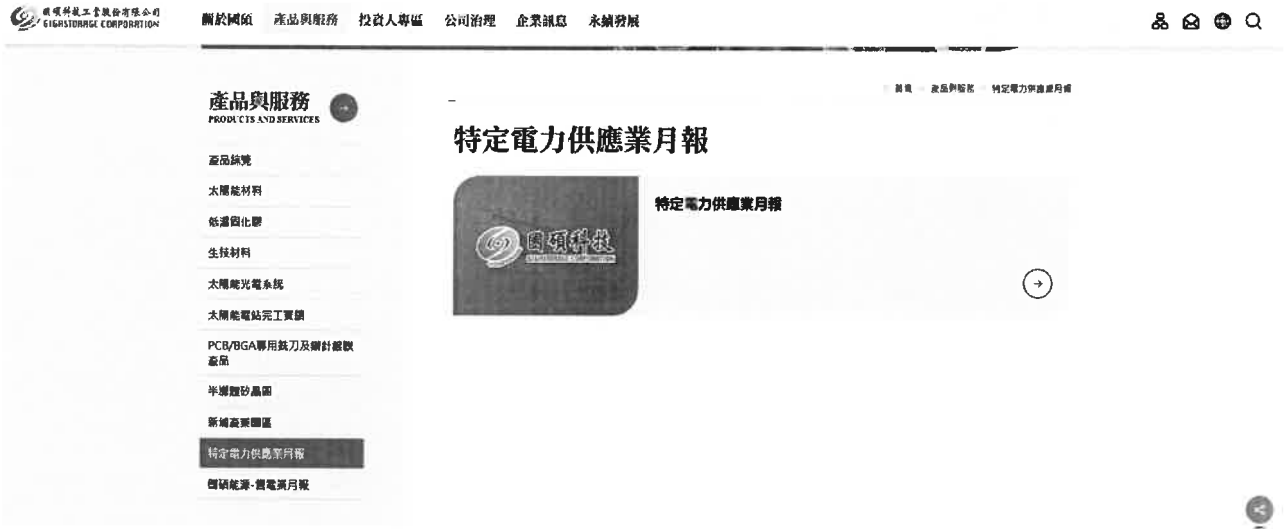 國碩科技工業股份有限公司
GIGASTORAGE CORPORATION
關於國碩 產品與服務 投資人專區 公司治理 企業訊息 永續發展
首頁 產品與服務 特定電力供應業月報
產品與服務
PRODUCTS AND SERVICES
產品綜覽
太陽能材料
低溫固化膠
生技材料
太陽能光電系統
太陽能電站完工實績
PCB/BGA專用銑刀及鑽針鍍膜
產品
半導體矽晶圓
新埔產業園區
特定電力供應業月報
國碩能源-售電業月報
特定電力供應業月報
國碩科技
GIGASTORAGE CORPORATION
特定電力供應業月報